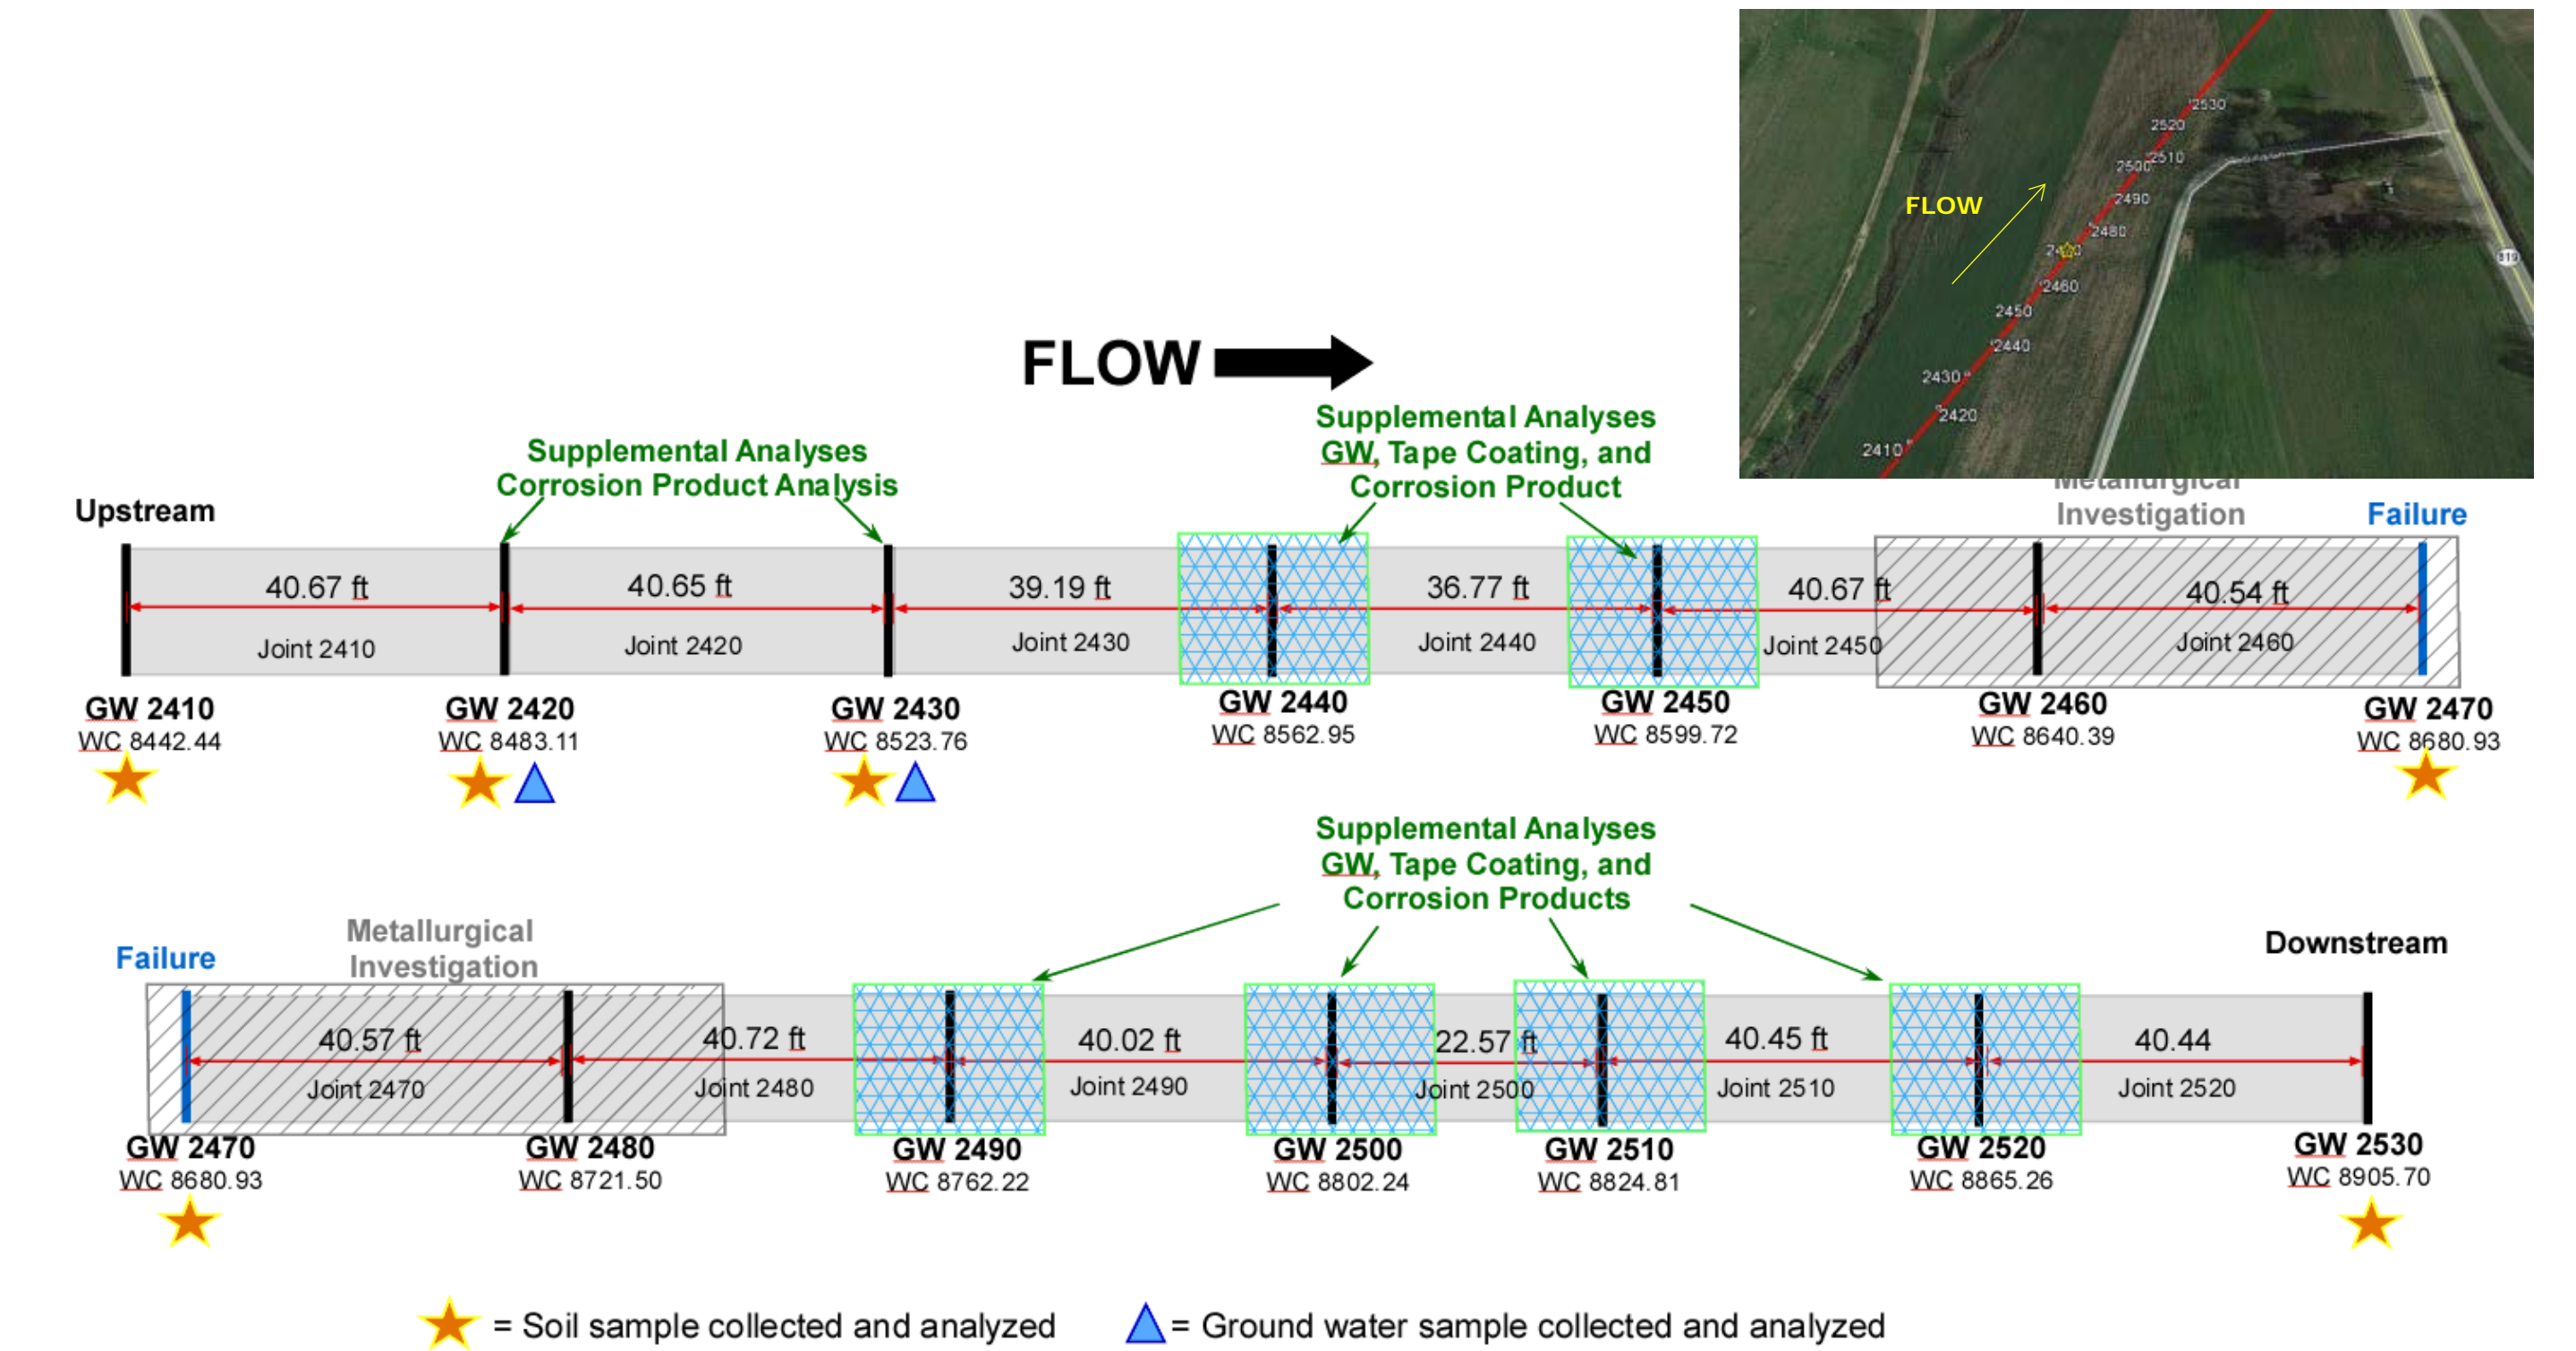 2530
2520
2510
2500
2490
FLOW
2480
2460
819
2450
2440
2430
2420
2410
FLOW
Supplemental Analyses
GW, Tape Coating, and
Corrosion Product
Supplemental Analyses
Corrosion Product Analysis
Upstream
Metallurgical
Investigation
Failure
40.67 ft
40.65 ft
39.19 ft
36.77 ft
40.67 ft
40.54 ft
Joint 2410
Joint 2420
Joint 2430
Joint 2440
Joint 2450
Joint 2460
GW 2410
WC 8442.44
GW 2420
WC 8483.11
GW 2430
WC 8523.76
GW 2440
WC 8562.95
GW 2450
WC 8599.72
GW 2460
WC 8640.39
GW 2470
WC 8680.93
Supplemental Analyses
GW, Tape Coating, and
Corrosion Products
Failure
Metallurgical
Investigation
Downstream
40.57 ft
40.72 ft
40.02 ft
22.57 ft
40.45 ft
40.44
Joint 2470
Joint 2480
Joint 2490
Joint 2500
Joint 2510
Joint 2520
GW 2470
WC 8680.93
GW 2480
WC 8721.50
GW 2490
WC 8762.22
GW 2500
WC 8802.24
GW 2510
WC 8824.81
GW 2520
WC 8865.26
GW 2530
WC 8905.70
= Soil sample collected and analyzed
= Ground water sample collected and analyzed